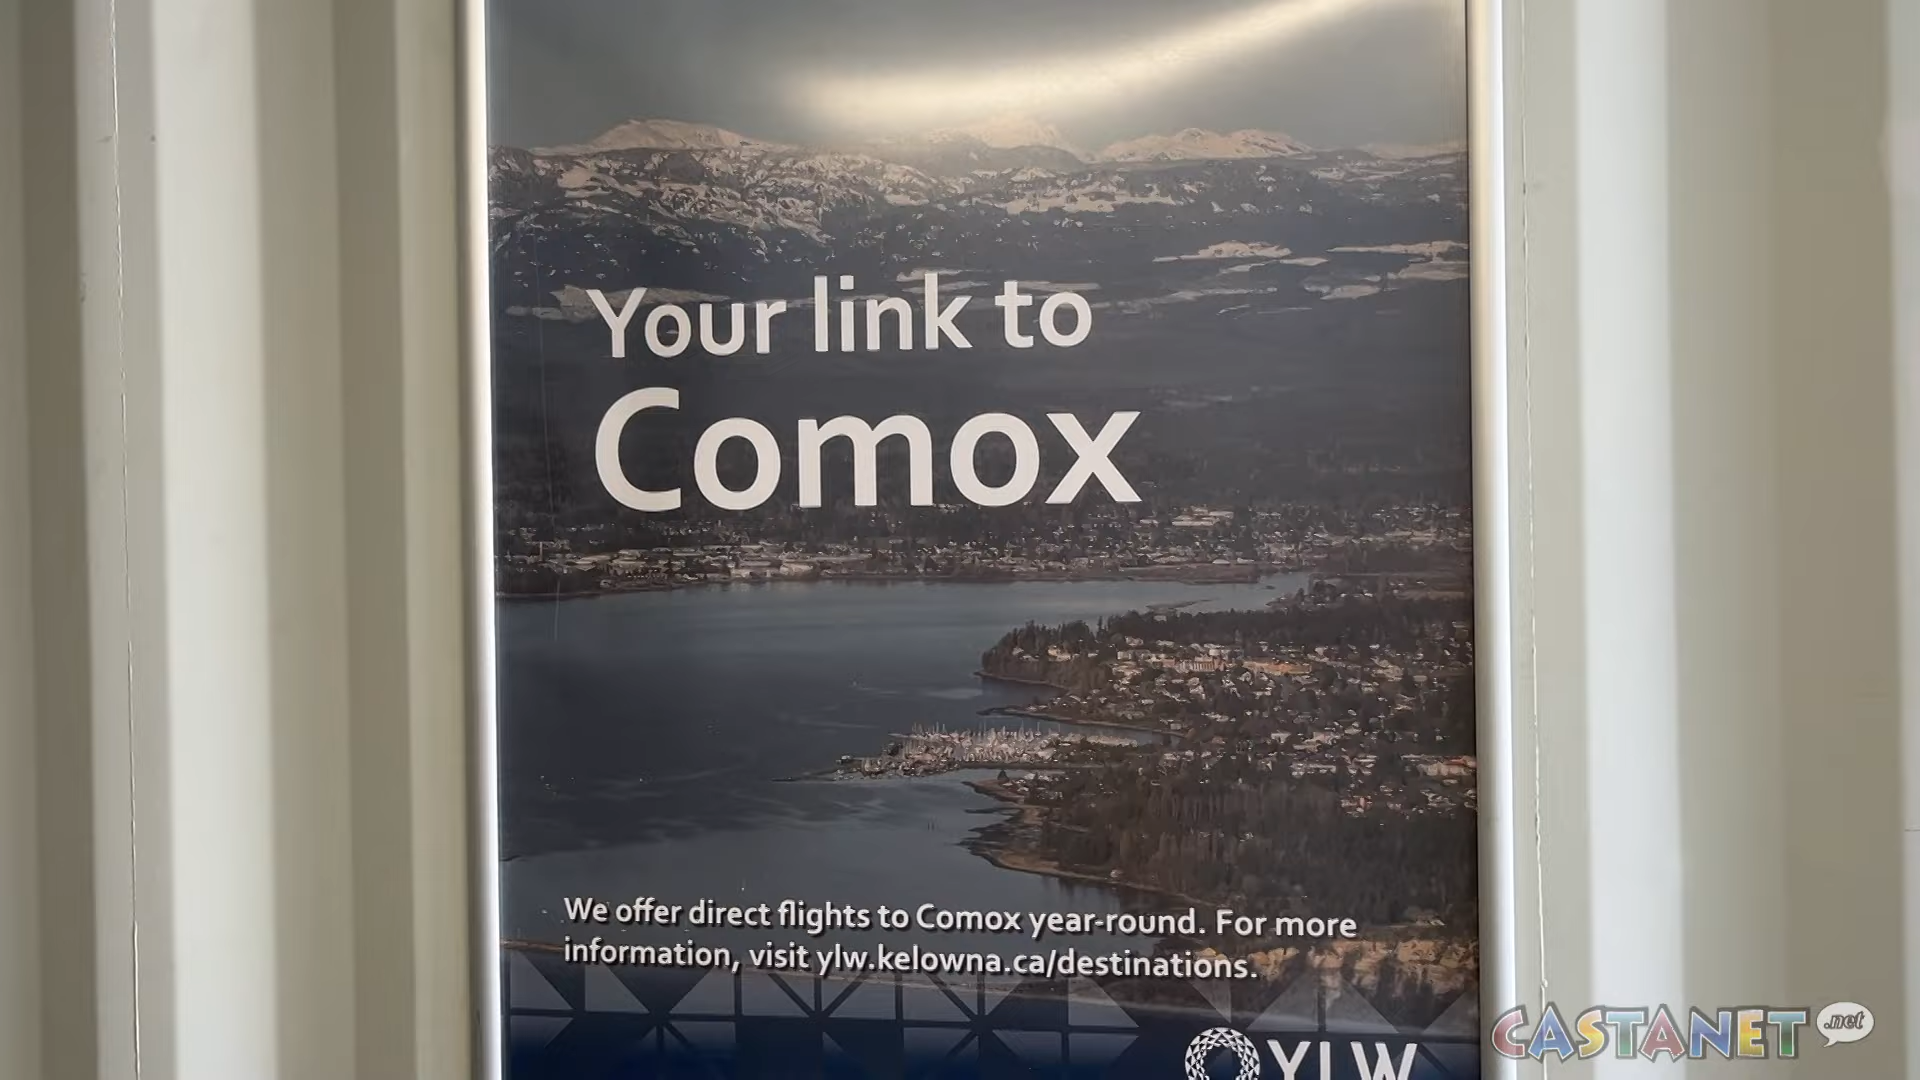 Your link to
Comox
We offer direct flights to Comox year-round. For more
information, visit ylw.kelowna.ca/destinations.
YLW
CASTANET .net